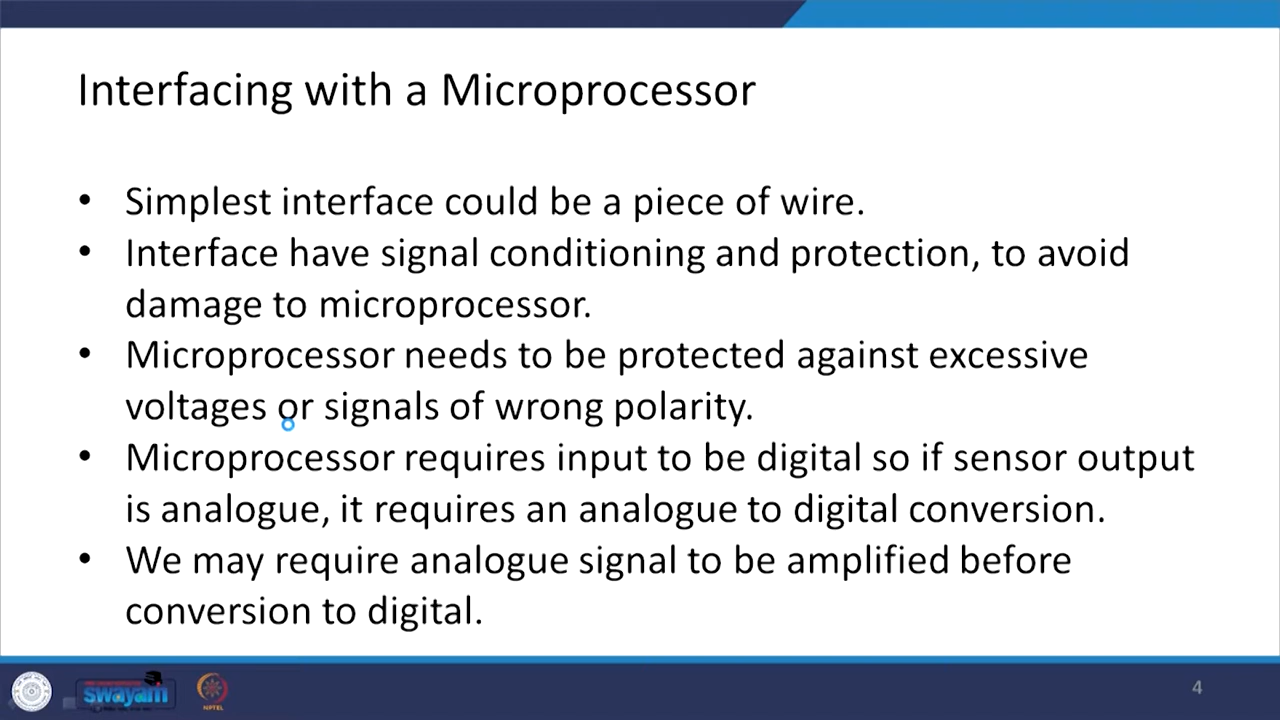 Interfacing with a Microprocessor
• Simplest interface could be a piece of wire.
• Interface have signal conditioning and protection, to avoid
damage to microprocessor.
• Microprocessor needs to be protected against excessive
voltages or signals of wrong polarity.
• Microprocessor requires input to be digital so if sensor output
is analogue, it requires an analogue to digital conversion.
• We may require analogue signal to be amplified before
conversion to digital.
swayam
NPTEL
4